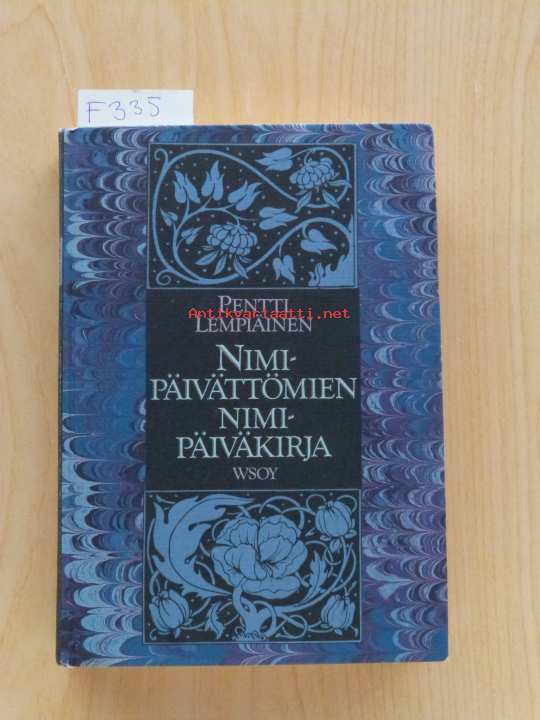 F335
PENTTI
Antikvariaatti.net
LEMPIÄINEN
NIMI-
PÄIVÄTTÖMIEN
NIMI-
PÄIVÄKIRJA
WSOY